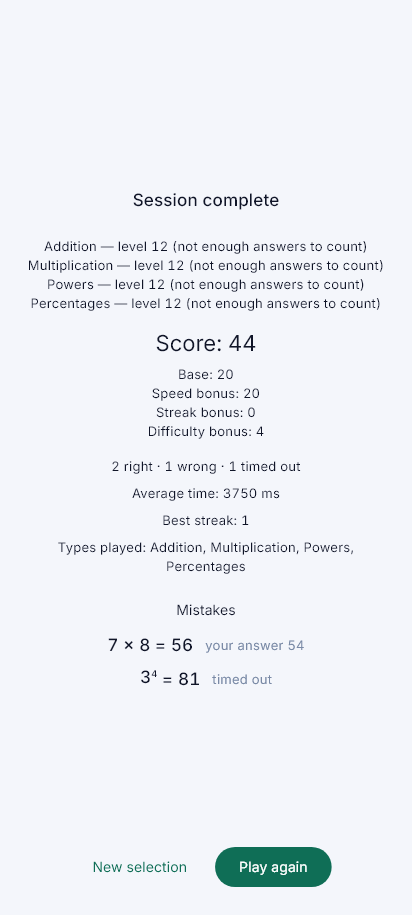 Session complete
Addition — level 12 (not enough answers to count)
Multiplication — level 12 (not enough answers to count)
Powers — level 12 (not enough answers to count)
Percentages — level 12 (not enough answers to count)
Score: 44
Base: 20
Speed bonus: 20
Streak bonus: 0
Difficulty bonus: 4
2 right · 1 wrong · 1 timed out
Average time: 3750 ms
Best streak: 1
Types played: Addition, Multiplication, Powers,
Percentages
Mistakes
7 × 8 = 56 your answer 54
3⁴ = 81 timed out
New selection Play again